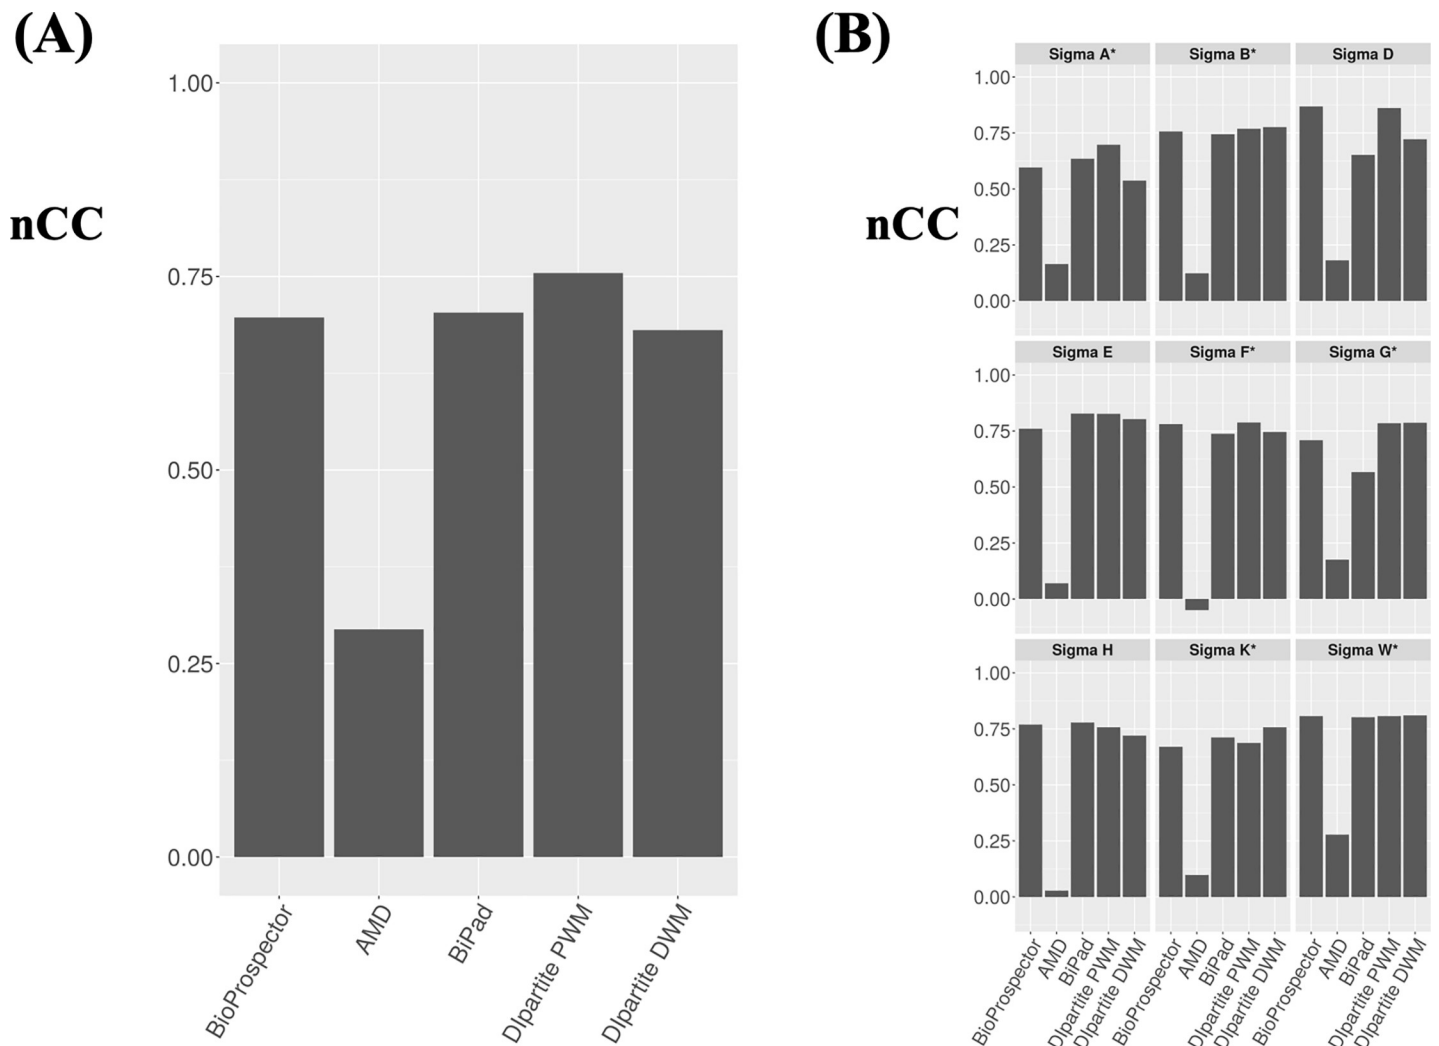 (A)
nCC
1.00
0.75
0.50
0.25
0.00
BioProspector
AMD
BiPad
DIpartite PWM
DIpartite DWM
(B)
nCC
Sigma A* Sigma B* Sigma D
1.00
0.75
0.50
0.25
0.00
Sigma E Sigma F* Sigma G*
1.00
0.75
0.50
0.25
0.00
Sigma H Sigma K* Sigma W*
1.00
0.75
0.50
0.25
0.00
BioProspector
AMD
BiPad
DIpartite PWM
DIpartite DWM
BioProspector
AMD
BiPad
DIpartite PWM
DIpartite DWM
BioProspector
AMD
BiPad
DIpartite PWM
DIpartite DWM